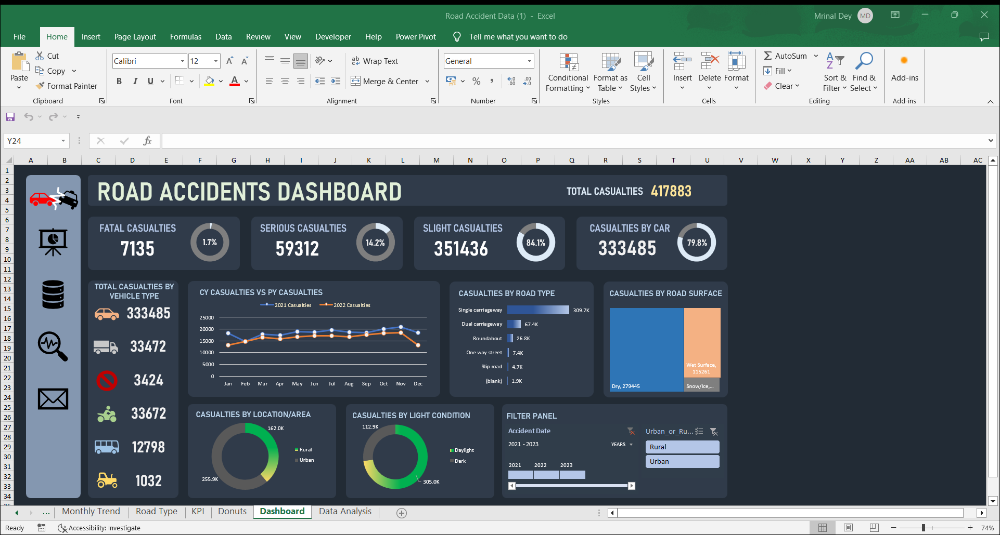 Road Accident Data (1) - Excel
Mrinal Dey MD
File Home Insert Page Layout Formulas Data Review View Developer Help Power Pivot Tell me what you want to do
Paste
Cut
Copy
Format Painter
Clipboard
Calibri 12
B I U A
Font
Wrap Text
Merge & Center
Alignment
General
% , .00
Number
Conditional Formatting
Format as Table
Cell Styles
Styles
Insert Delete Format
Cells
AutoSum
Fill
Clear
Sort & Filter
Find & Select
Editing
Add-ins
Add-ins
Y24
fx
A B C D E F G H I J K L M N O P Q R S T U V W X Y Z AA AB AC
1
2
3
4
5
6
7
8
9
10
11
12
13
14
15
16
17
18
19
20
21
22
23
24
25
26
27
28
29
30
31
32
33
34
ROAD ACCIDENTS DASHBOARD
TOTAL CASUALTIES 417883
FATAL CASUALTIES
7135
1.7%
SERIOUS CASUALTIES
59312
14.2%
SLIGHT CASUALTIES
351436
84.1%
CASUALTIES BY CAR
333485
79.8%
TOTAL CASUALTIES BY
VEHICLE TYPE
333485
33472
3424
33672
12798
1032
CY CASUALTIES VS PY CASUALTIES
2021 Casualties 2022 Casualties
25000
20000
15000
10000
5000
0
Jan Feb Mar Apr May Jun Jul Aug Sep Oct Nov Dec
CASUALTIES BY ROAD TYPE
Single carriageway 309.7K
Dual carriageway 67.4K
Roundabout 26.8K
One way street 7.4K
Slip road 4.7K
(blank) 1.9K
CASUALTIES BY ROAD SURFACE
Wet Surface,
115261
Dry, 279445
Snow/Ice,...
CASUALTIES BY LOCATION/AREA
162.0K
Rural
Urban
255.9K
CASUALTIES BY LIGHT CONDITION
112.9K
Daylight
Dark
305.0K
FILTER PANEL
Accident Date
2021 - 2023
YEARS
2021 2022 2023
Urban_or_Ru...
Rural
Urban
... Monthly Trend Road Type KPI Donuts Dashboard Data Analysis
Ready
Accessibility: Investigate
74%